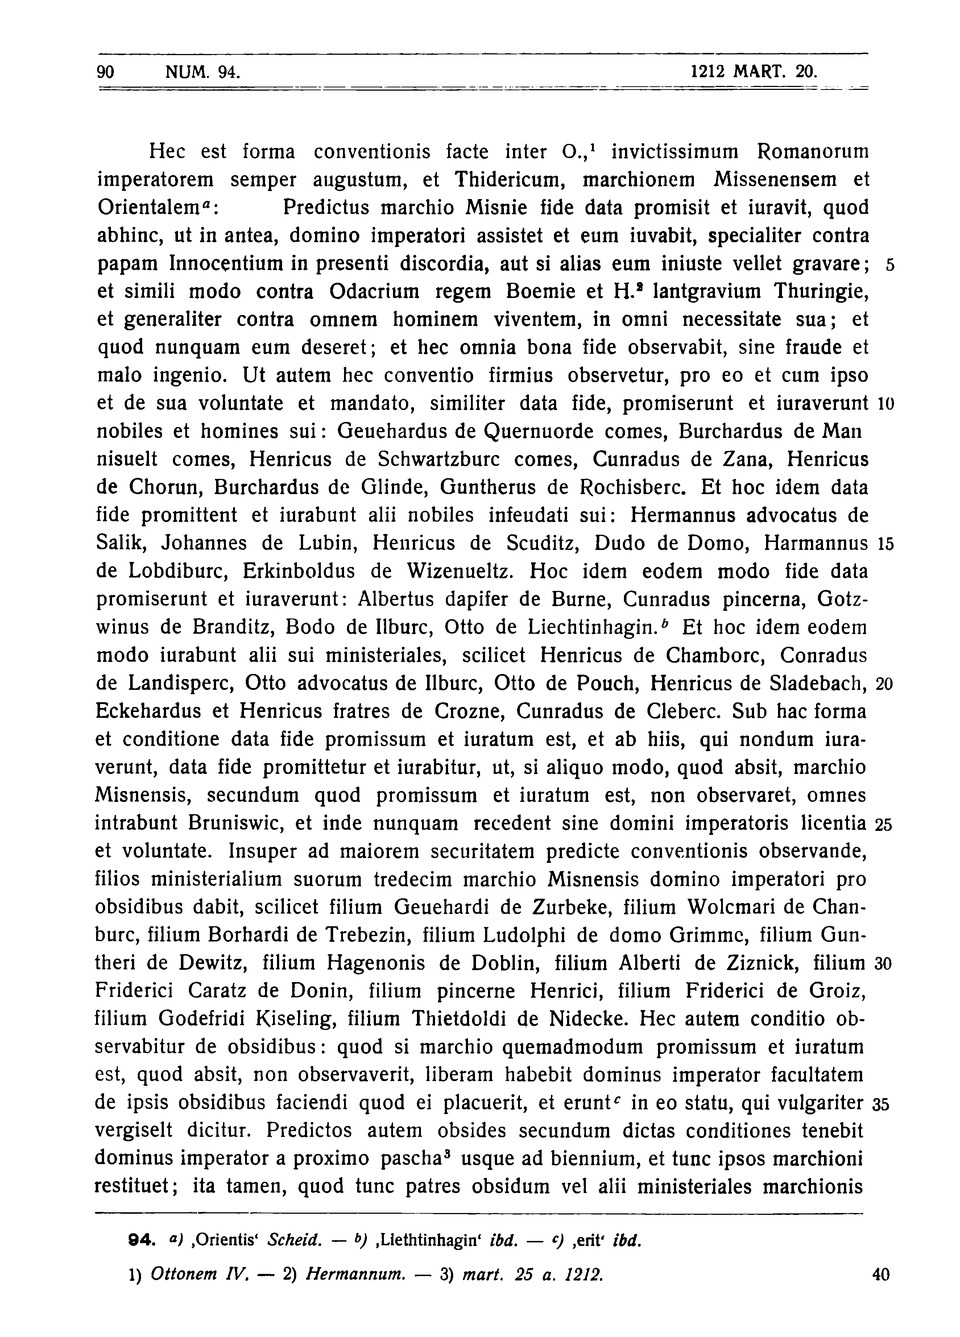 90 NUM. 94. 1212 MART. 20.
Hec est forma conventionis facte inter O.,¹ invictissimum Romanorum
imperatorem semper augustum, et Thidericum, marchionem Missenensem et
Orientalemᵃ: Predictus marchio Misnie fide data promisit et iuravit, quod
abhinc, ut in antea, domino imperatori assistet et eum iuvabit, specialiter contra
papam Innocentium in presenti discordia, aut si alias eum iniuste vellet gravare; 5
et simili modo contra Odacrium regem Boemie et H.² lantgravium Thuringie,
et generaliter contra omnem hominem viventem, in omni necessitate sua; et
quod nunquam eum deseret; et hec omnia bona fide observabit, sine fraude et
malo ingenio. Ut autem hec conventio firmius observetur, pro eo et cum ipso
et de sua voluntate et mandato, similiter data fide, promiserunt et iuraverunt 10
nobiles et homines sui: Geuehardus de Quernuorde comes, Burchardus de Man
nisuelt comes, Henricus de Schwartzburc comes, Cunradus de Zana, Henricus
de Chorun, Burchardus de Glinde, Guntherus de Rochisberc. Et hoc idem data
fide promittent et iurabunt alii nobiles infeudati sui: Hermannus advocatus de
Salik, Johannes de Lubin, Henricus de Scuditz, Dudo de Domo, Harmannus 15
de Lobdiburc, Erkinboldus de Wizenueltz. Hoc idem eodem modo fide data
promiserunt et iuraverunt: Albertus dapifer de Burne, Cunradus pincerna, Gotz-
winus de Branditz, Bodo de Ilburc, Otto de Liechtinhagin.ᵇ Et hoc idem eodem
modo iurabunt alii sui ministeriales, scilicet Henricus de Chamborc, Conradus
de Landisperc, Otto advocatus de Ilburc, Otto de Pouch, Henricus de Sladebach, 20
Eckehardus et Henricus fratres de Crozne, Cunradus de Cleberc. Sub hac forma
et conditione data fide promissum et iuratum est, et ab hiis, qui nondum iura-
verunt, data fide promittetur et iurabitur, ut, si aliquo modo, quod absit, marchio
Misnensis, secundum quod promissum et iuratum est, non observaret, omnes
intrabunt Bruniswic, et inde nunquam recedent sine domini imperatoris licentia 25
et voluntate. Insuper ad maiorem securitatem predicte conventionis observande,
filios ministerialium suorum tredecim marchio Misnensis domino imperatori pro
obsidibus dabit, scilicet filium Geuehardi de Zurbeke, filium Wolcmari de Chan-
burc, filium Borhardi de Trebezin, filium Ludolphi de domo Grimme, filium Gun-
theri de Dewitz, filium Hagenonis de Doblin, filium Alberti de Ziznick, filium 30
Friderici Caratz de Donin, filium pincerne Henrici, filium Friderici de Groiz,
filium Godefridi Kiseling, filium Thietdoldi de Nidecke. Hec autem conditio ob-
servabitur de obsidibus: quod si marchio quemadmodum promissum et iuratum
est, quod absit, non observaverit, liberam habebit dominus imperator facultatem
de ipsis obsidibus faciendi quod ei placuerit, et eruntᶜ in eo statu, qui vulgariter 35
vergiselt dicitur. Predictos autem obsides secundum dictas conditiones tenebit
dominus imperator a proximo pascha³ usque ad biennium, et tunc ipsos marchioni
restituet; ita tamen, quod tunc patres obsidum vel alii ministeriales marchionis
94. a) ‚Orientis‘ Scheid. — b) ‚Liethtinhagin‘ ibd. — c) ‚erit‘ ibd.
1) Ottonem IV. — 2) Hermannum. — 3) mart. 25 a. 1212. 40